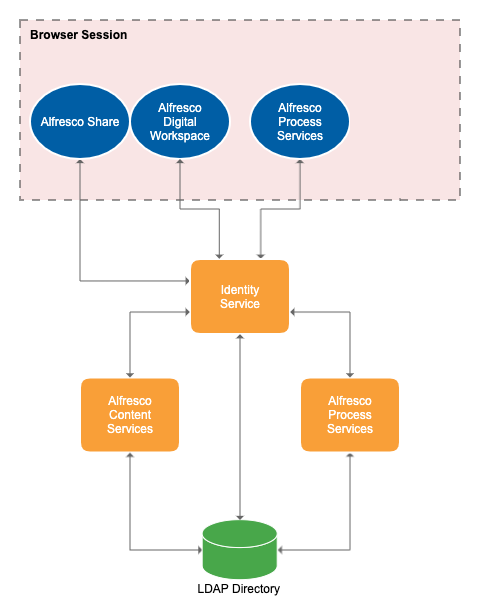 Browser Session
Alfresco Share
Alfresco
Digital
Workspace
Alfresco
Process
Services
Identity
Service
Alfresco
Content
Services
Alfresco
Process
Services
LDAP Directory